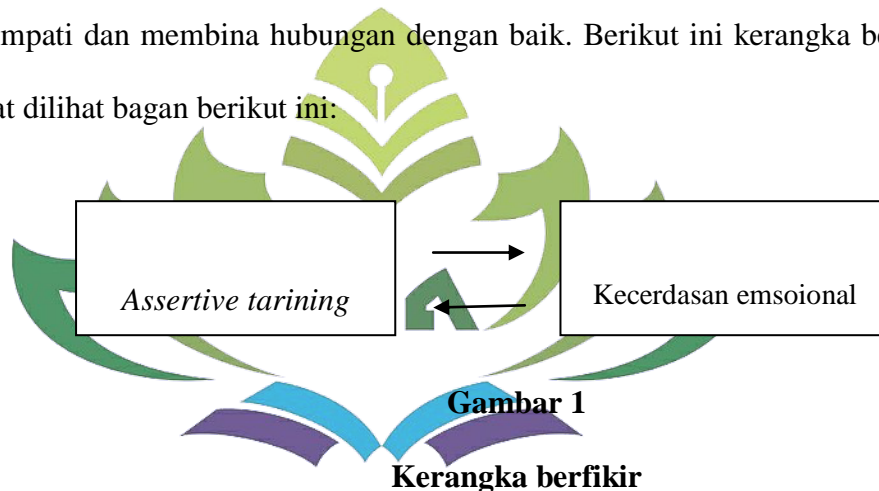 mpati dan membina hubungan dengan baik. Berikut ini kerangka be
at dilihat bagan berikut ini:
Assertive tarining
Kecerdasan emsoional
Gambar 1
Kerangka berfikir